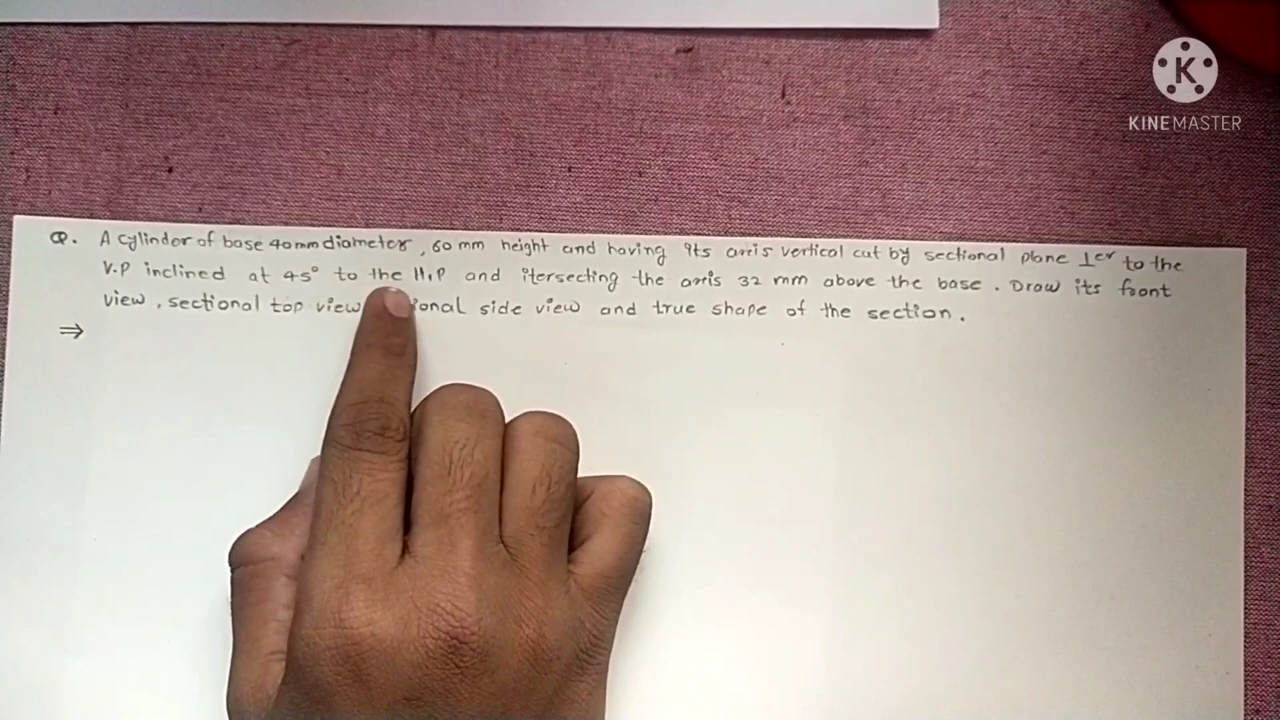 K
KINEMASTER
Q. A cylinder of base 40mm diameter, 60 mm height and having its axis vertical cut by sectional plane ⊥er to the
V.P inclined at 45° to the H.P and itersecting the axis 32 mm above the base. Draw its front
view, sectional top view ional side view and true shape of the section.
⇒